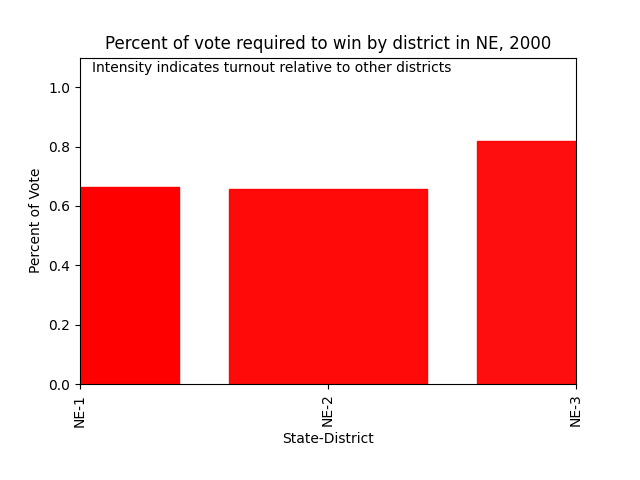 Percent of vote required to win by district in NE, 2000
Intensity indicates turnout relative to other districts
1.0
0.8
0.6
0.4
0.2
0.0
Percent of Vote
NE-1
NE-2
NE-3
State-District